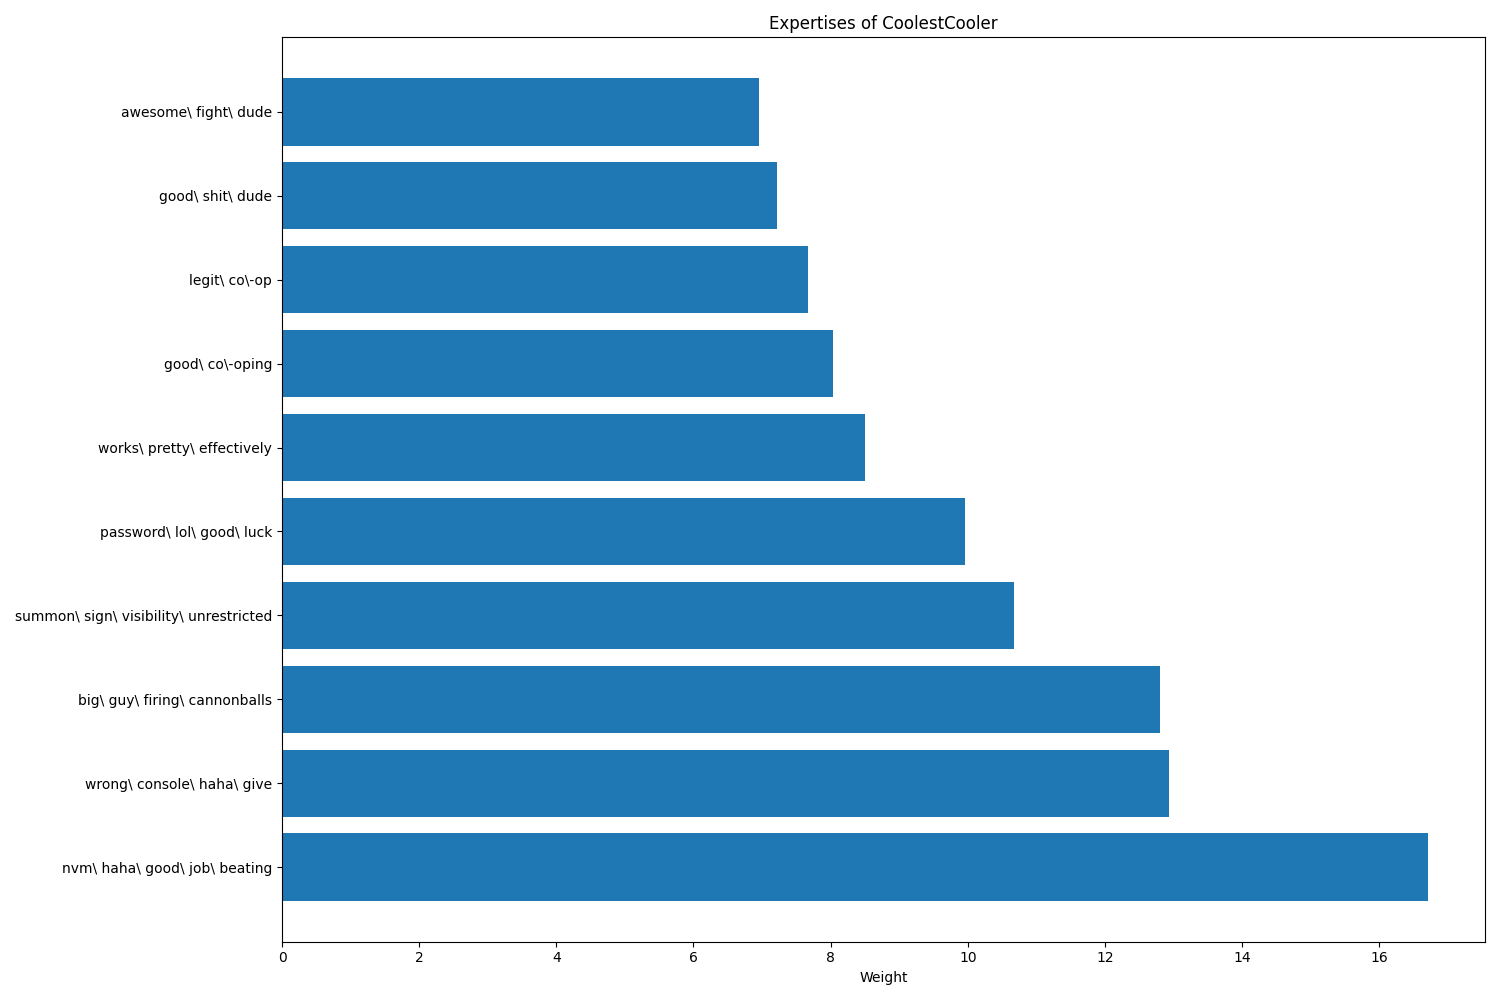 Expertises of CoolestCooler
awesome\ fight\ dude
good\ shit\ dude
legit\ co\-op
good\ co\-oping
works\ pretty\ effectively
password\ lol\ good\ luck
summon\ sign\ visibility\ unrestricted
big\ guy\ firing\ cannonballs
wrong\ console\ haha\ give
nvm\ haha\ good\ job\ beating
0 2 4 6 8 10 12 14 16
Weight